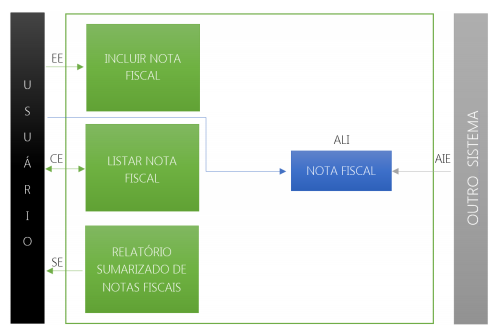 USUÁRIO
EE
INCLUIR NOTA
FISCAL
CE
LISTAR NOTA
FISCAL
SE
RELATÓRIO
SUMARIZADO DE
NOTAS FISCAIS
ALI
NOTA FISCAL
AIE
OUTRO SISTEMA